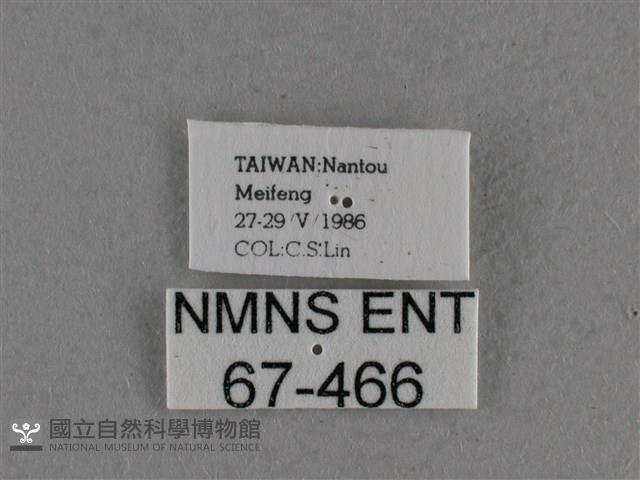 TAIWAN:Nantou
Meifeng
27-29/V/1986
COL:C.S.Lin
NMNS ENT
67-466
國立自然科學博物館
NATIONAL MUSEUM OF NATURAL SCIENCE